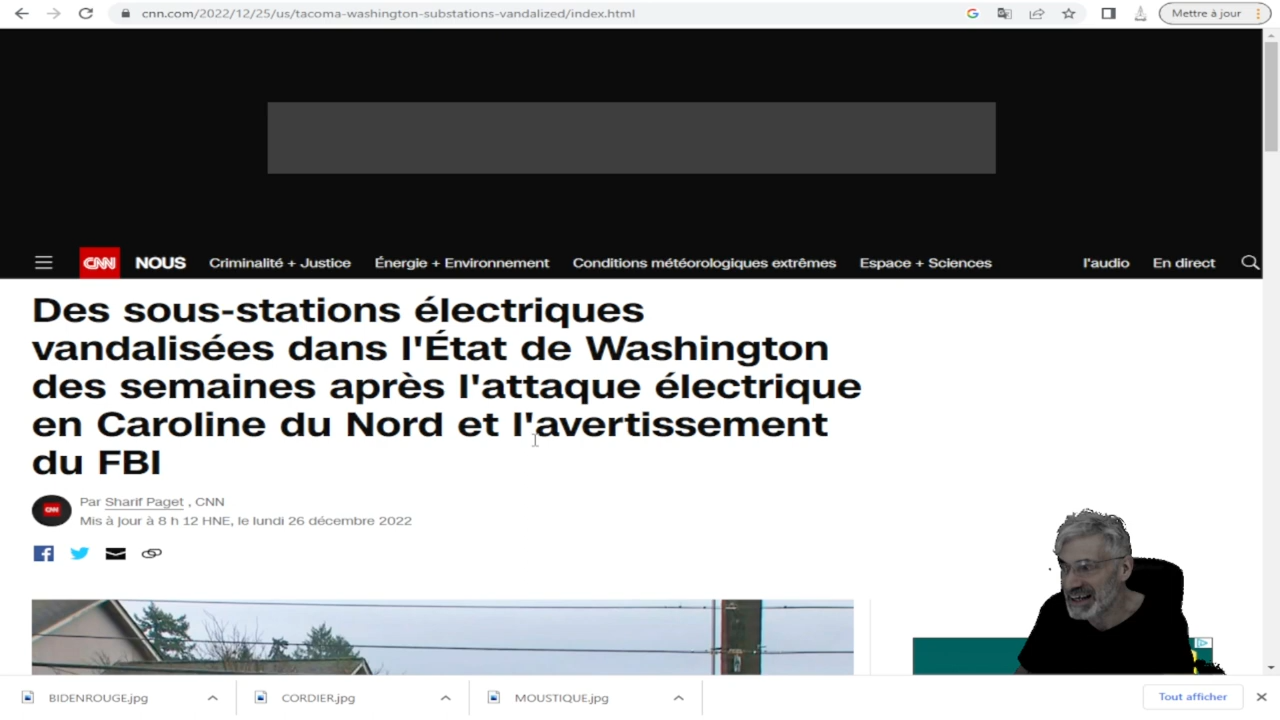 cnn.com/2022/12/25/us/tacoma-washington-substations-vandalized/index.html
Mettre à jour
CNN NOUS Criminalité + Justice Énergie + Environnement Conditions météorologiques extrêmes Espace + Sciences l'audio En direct
Des sous-stations électriques
vandalisées dans l'État de Washington
des semaines après l'attaque électrique
en Caroline du Nord et l'avertissement
du FBI
Par Sharif Paget , CNN
Mis à jour à 8 h 12 HNE, le lundi 26 décembre 2022
BIDENROUGE.jpg CORDIER.jpg MOUSTIQUE.jpg Tout afficher